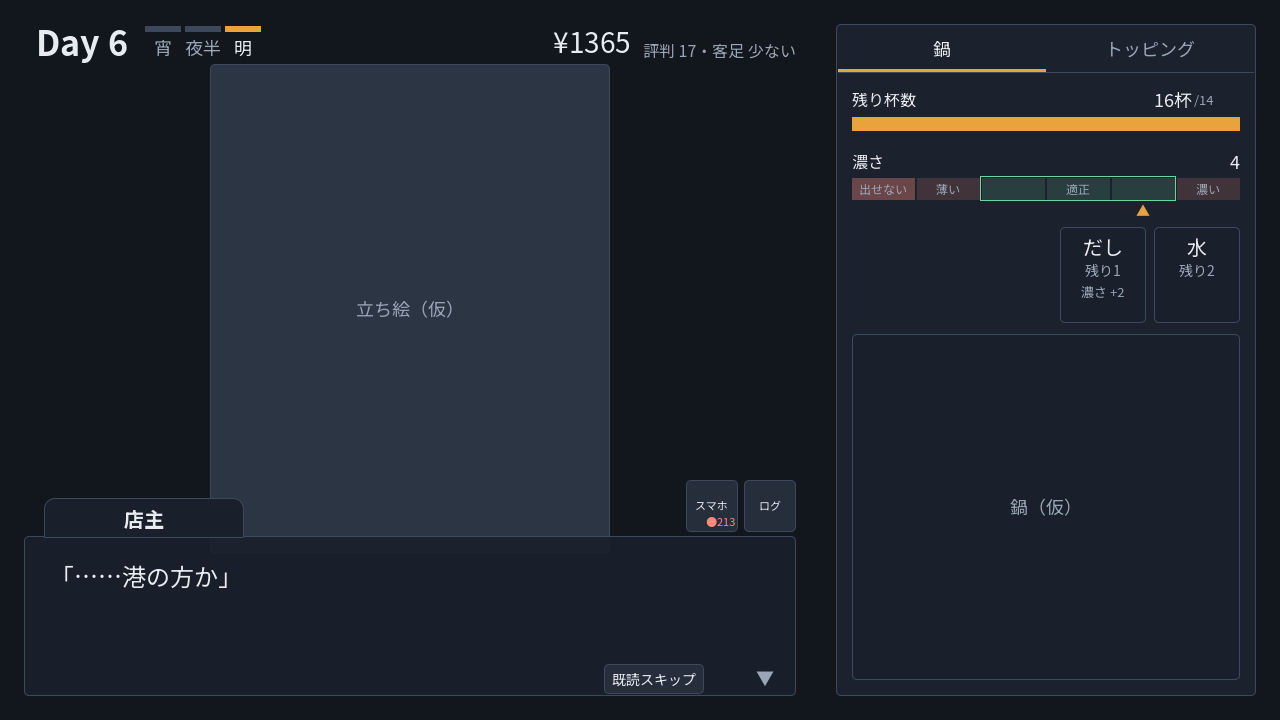 Day 6
宵 夜半 明
¥1365 評判 17・客足 少ない
立ち絵（仮）
スマホ
213
ログ
店主
「……港の方か」
既読スキップ
▼
鍋 トッピング
残り杯数 16杯/14
濃さ 4
出せない 薄い 適正 濃い
だし
残り1
濃さ +2
水
残り2
鍋（仮）